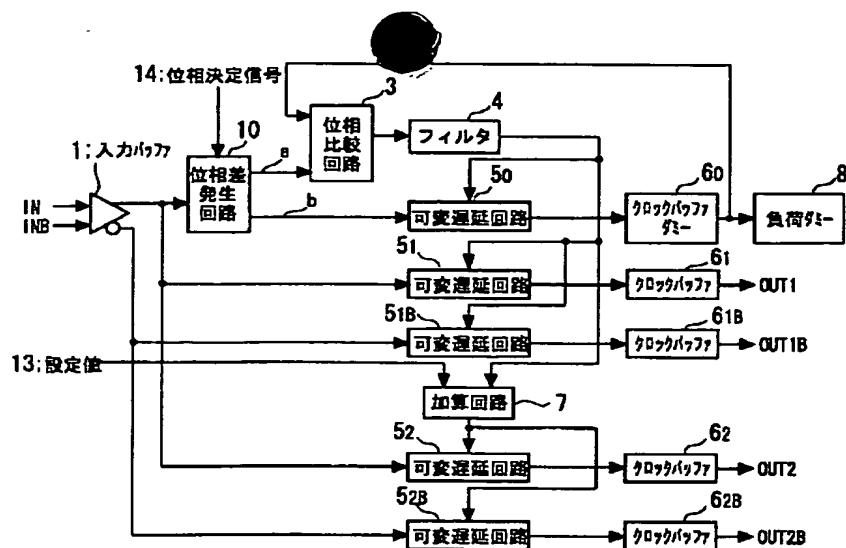 14;位相決定信号
3
位相
比較
回路
4
フィルタ
10
1;入力バッファ
位相差
発生
回路
a
b
IN
INB
50
可変遅延回路
60
クロックバッファ
ダミー
8
負荷ダミー
51
可変遅延回路
61
クロックバッファ
OUT1
51B
可変遅延回路
61B
クロックバッファ
OUT1B
13;設定値
加算回路
7
52
可変遅延回路
62
クロックバッファ
OUT2
52B
可変遅延回路
62B
クロックバッファ
OUT2B